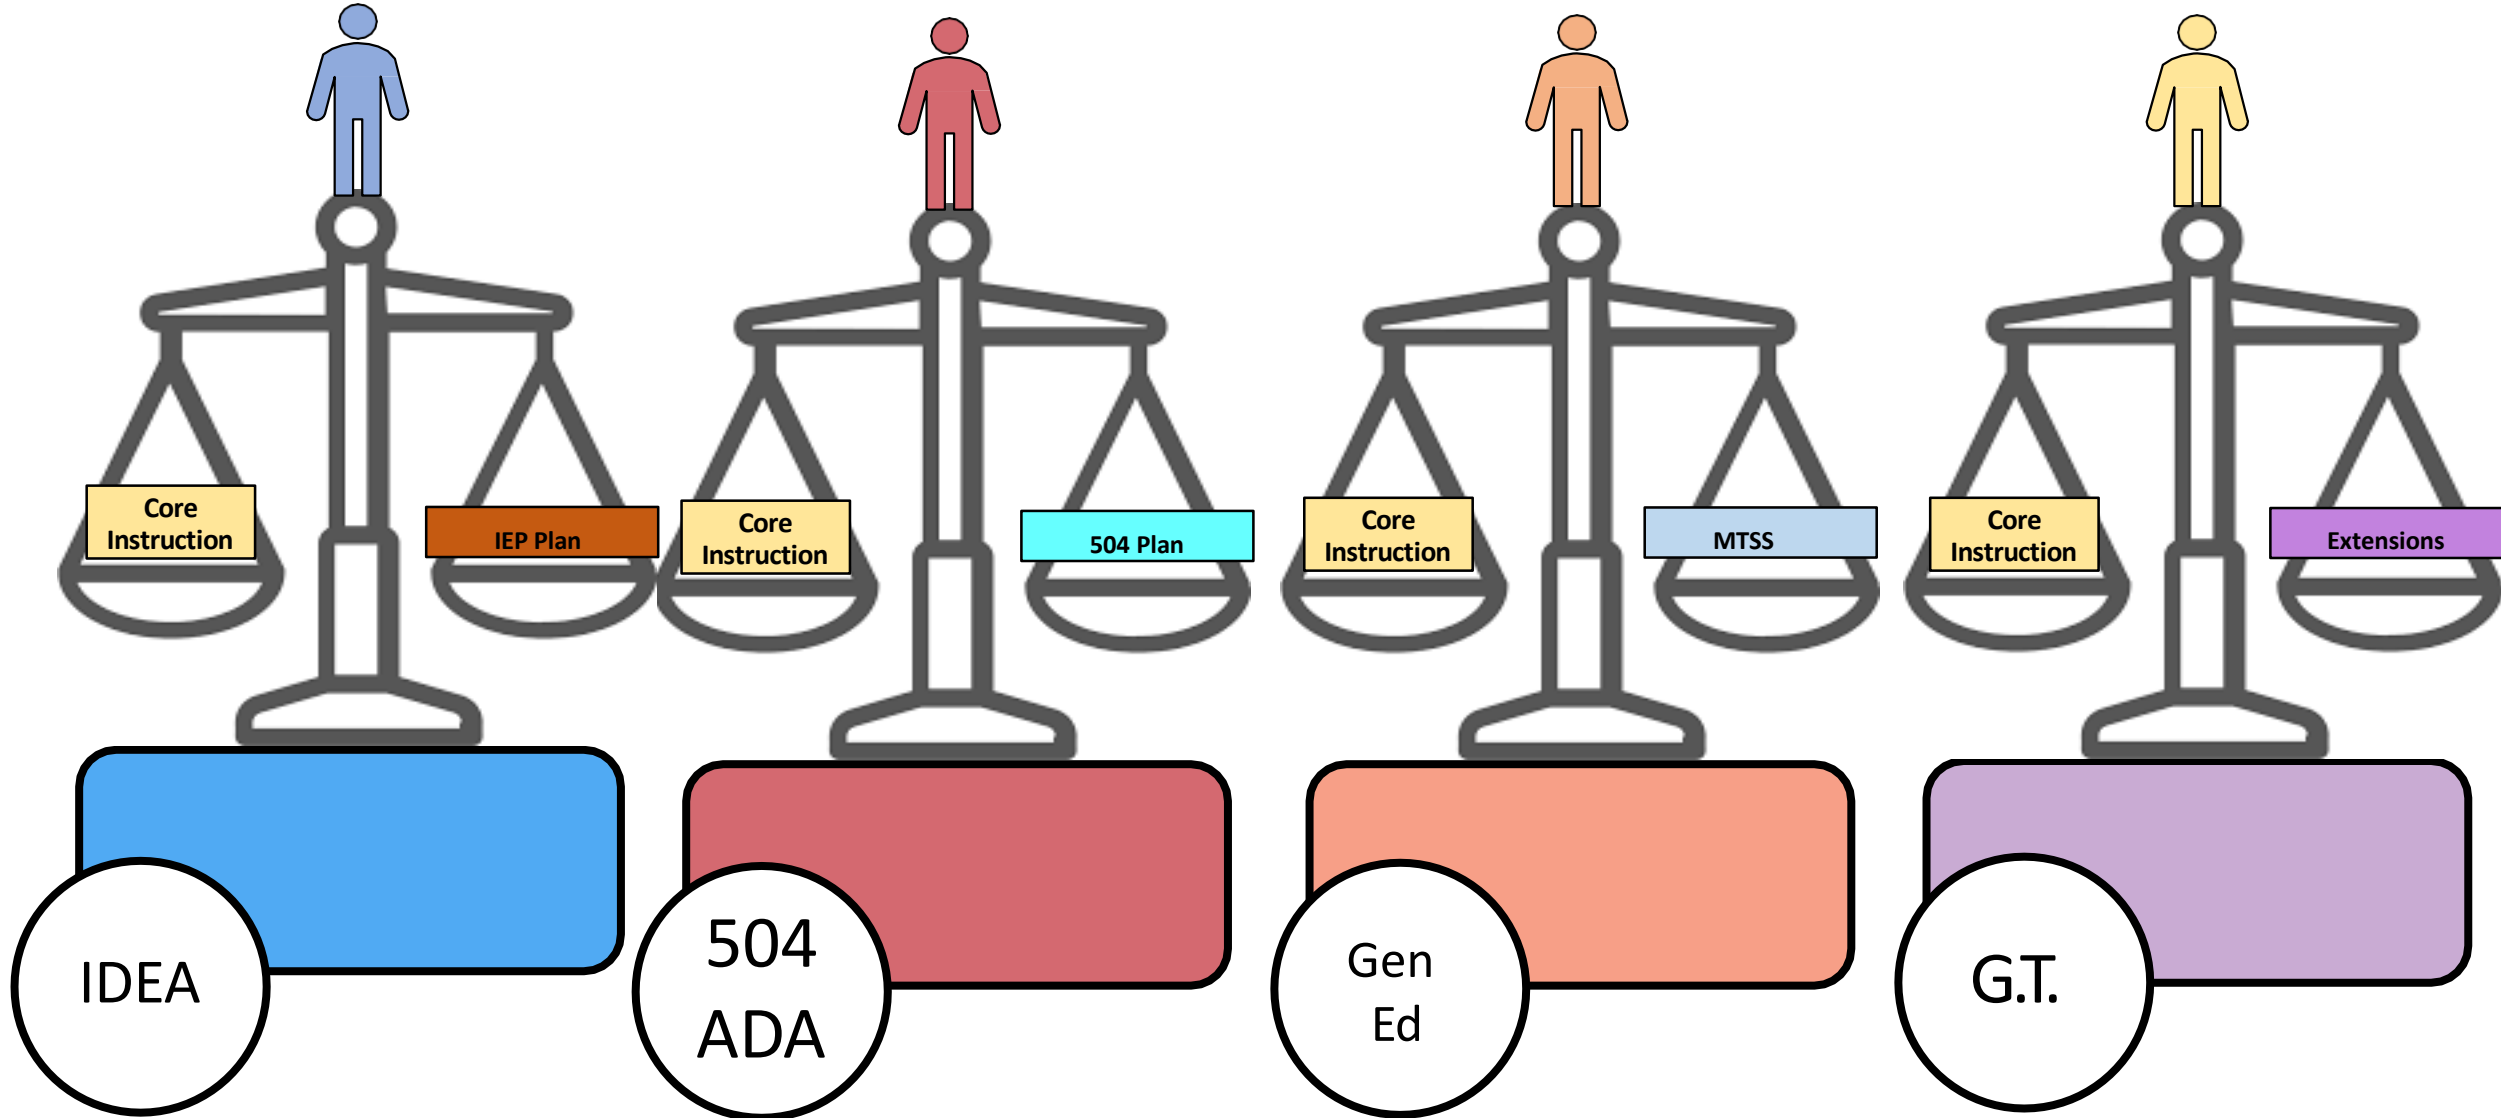 Core
Instruction
IEP Plan
Core
Instruction
504 Plan
Core
Instruction
MTSS
Core
Instruction
Extensions
IDEA
504
ADA
Gen
Ed
G.T.